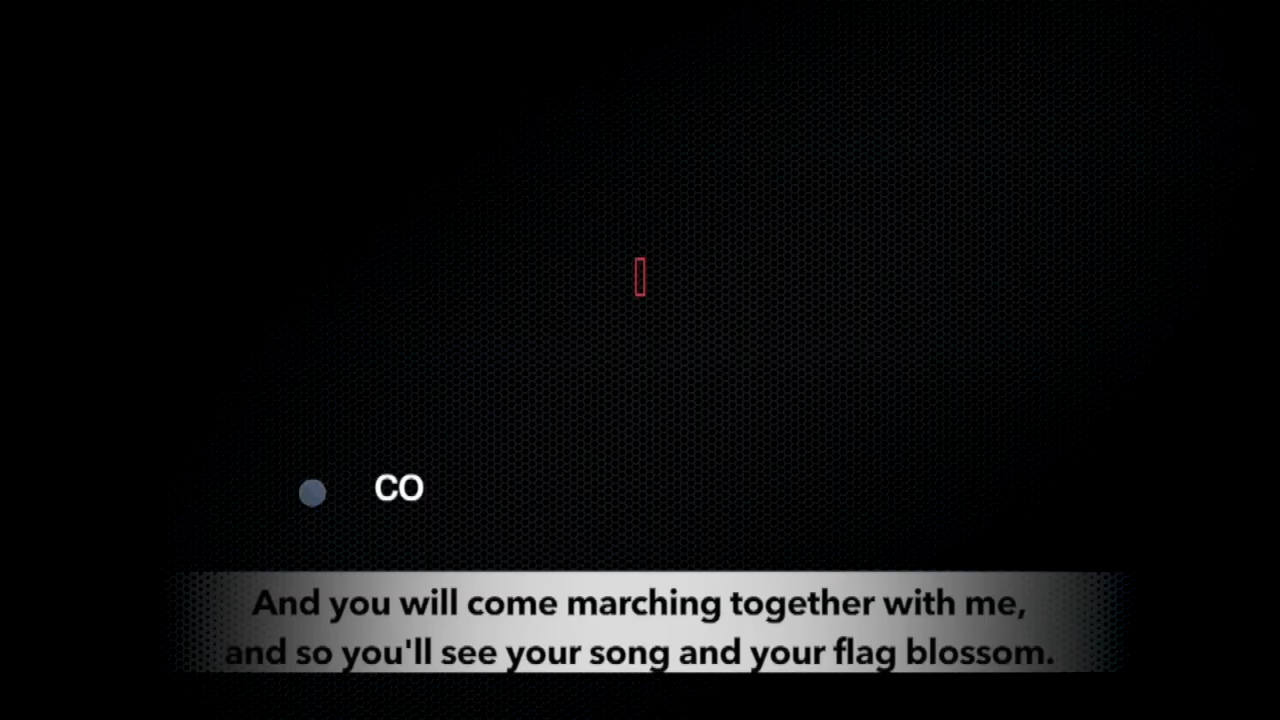 CO
And you will come marching together with me,
and so you'll see your song and your flag blossom.